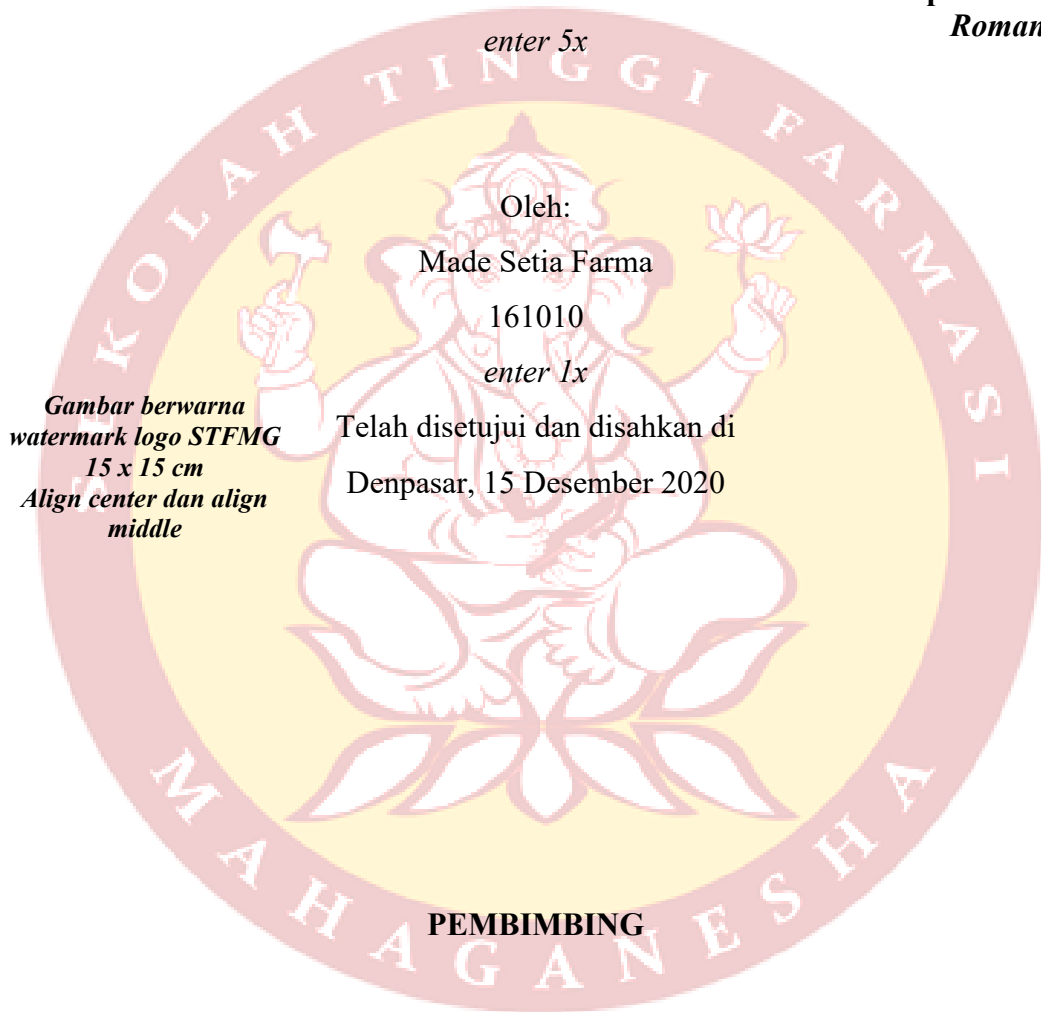 Roman
enter 5x
SEKOLAH TINGGI FARMASI
Oleh:
Made Setia Farma
161010
enter 1x
Gambar berwarna
watermark logo STFMG
15 x 15 cm
Align center dan align
middle
Telah disetujui dan disahkan di
Denpasar, 15 Desember 2020
PEMBIMBING
MAHAGANESHA